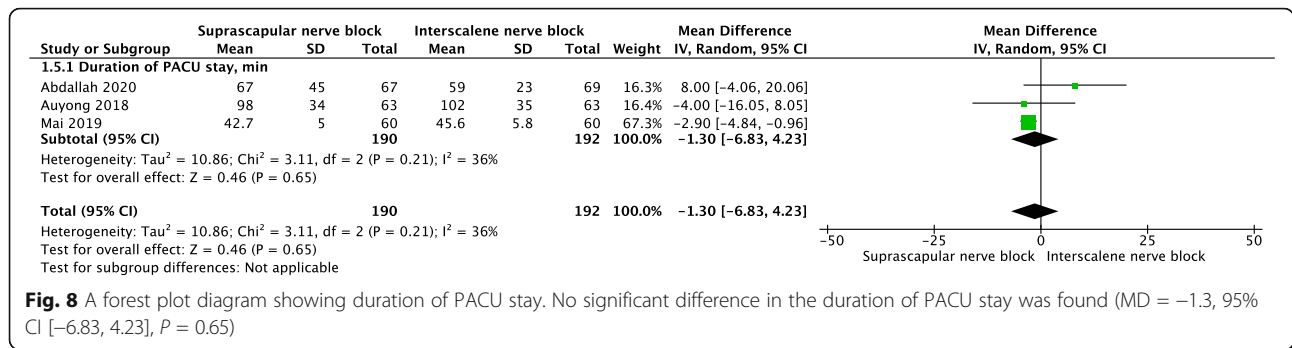 Suprascapular nerve block Interscalene nerve block Mean Difference Mean Difference
Study or Subgroup Mean SD Total Mean SD Total Weight IV, Random, 95% CI IV, Random, 95% CI
1.5.1 Duration of PACU stay, min
Abdallah 2020 67 45 67 59 23 69 16.3% 8.00 [-4.06, 20.06]
Auyong 2018 98 34 63 102 35 63 16.4% -4.00 [-16.05, 8.05]
Mai 2019 42.7 5 60 45.6 5.8 60 67.3% -2.90 [-4.84, -0.96]
Subtotal (95% CI) 190 192 100.0% -1.30 [-6.83, 4.23]
Heterogeneity: Tau² = 10.86; Chi² = 3.11, df = 2 (P = 0.21); I² = 36%
Test for overall effect: Z = 0.46 (P = 0.65)
Total (95% CI) 190 192 100.0% -1.30 [-6.83, 4.23]
Heterogeneity: Tau² = 10.86; Chi² = 3.11, df = 2 (P = 0.21); I² = 36%
Test for overall effect: Z = 0.46 (P = 0.65)
Test for subgroup differences: Not applicable
-50 -25 0 25 50
Suprascapular nerve block Interscalene nerve block
Fig. 8 A forest plot diagram showing duration of PACU stay. No significant difference in the duration of PACU stay was found (MD = −1.3, 95%
CI [−6.83, 4.23], P = 0.65)